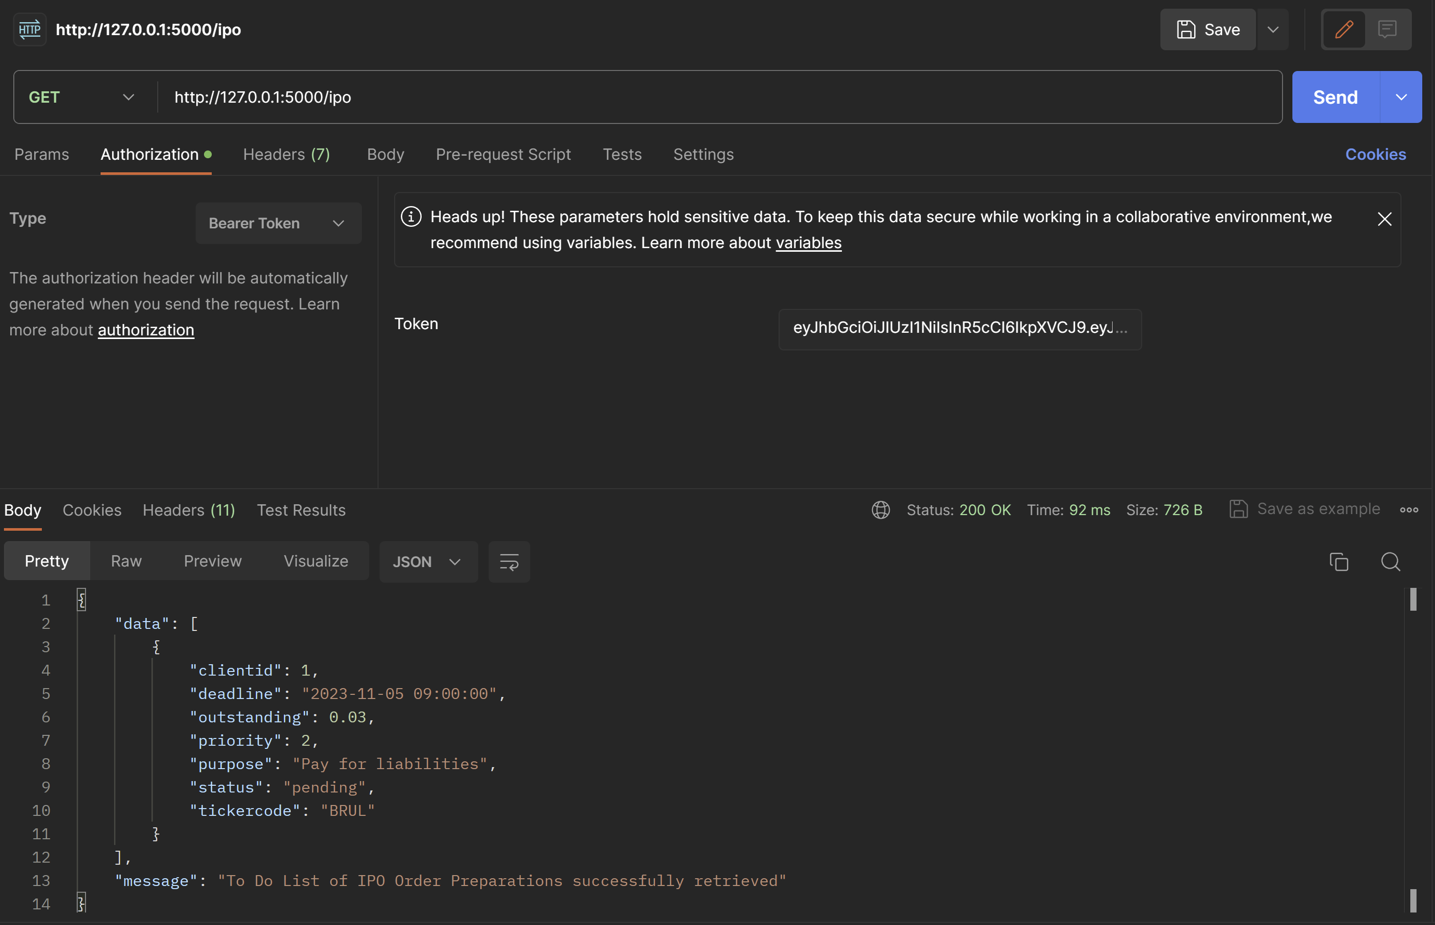 HTTP http://127.0.0.1:5000/ipo Save
GET http://127.0.0.1:5000/ipo Send
Params Authorization Headers (7) Body Pre-request Script Tests Settings Cookies
Type Bearer Token
The authorization header will be automatically
generated when you send the request. Learn
more about authorization
Heads up! These parameters hold sensitive data. To keep this data secure while working in a collaborative environment,we
recommend using variables. Learn more about variables
Token eyJhbGciOiJIUzI1NiIsInR5cCI6IkpXVCJ9.eyJ...
Body Cookies Headers (11) Test Results Status: 200 OK Time: 92 ms Size: 726 B Save as example
Pretty Raw Preview Visualize JSON
1 {
2 "data": [
3 {
4 "clientid": 1,
5 "deadline": "2023-11-05 09:00:00",
6 "outstanding": 0.03,
7 "priority": 2,
8 "purpose": "Pay for liabilities",
9 "status": "pending",
10 "tickercode": "BRUL"
11 }
12 ],
13 "message": "To Do List of IPO Order Preparations successfully retrieved"
14 }